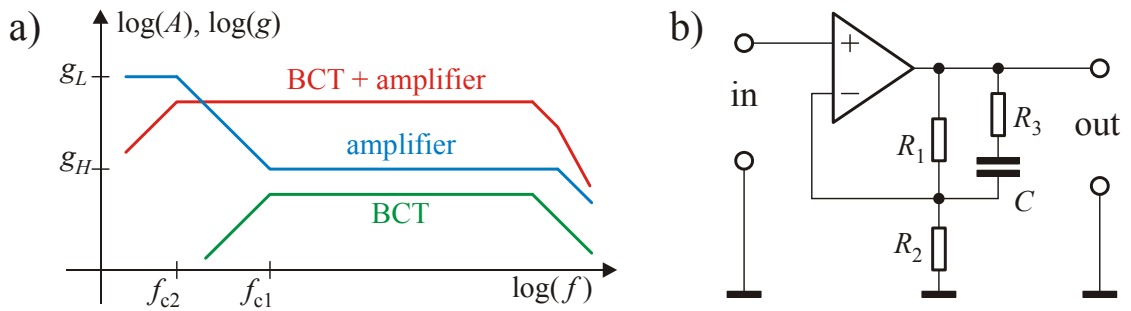 a)
log(A), log(g)
g_L
BCT + amplifier
amplifier
g_H
BCT
f_c2
f_c1
log(f)
b)
+
−
in
R_1
R_3
out
C
R_2